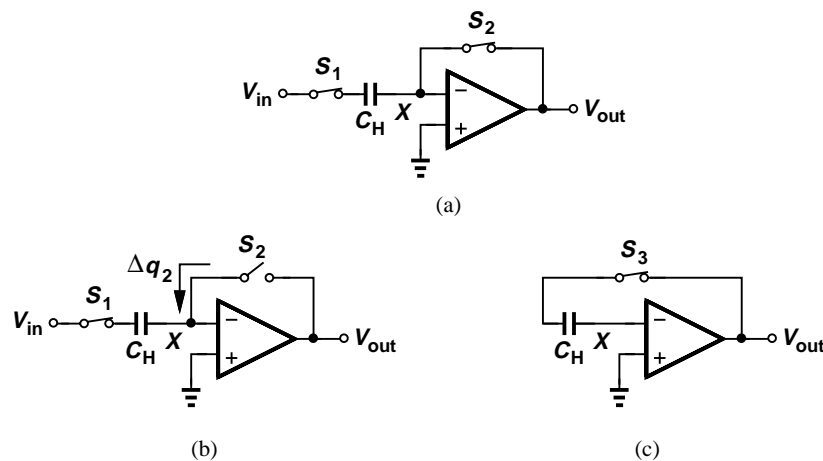 S2
S1
Vin
CH
X
−
+
Vout
(a)
S2
Δq2
S1
Vin
CH
X
−
+
Vout
(b)
S3
CH
X
−
+
Vout
(c)